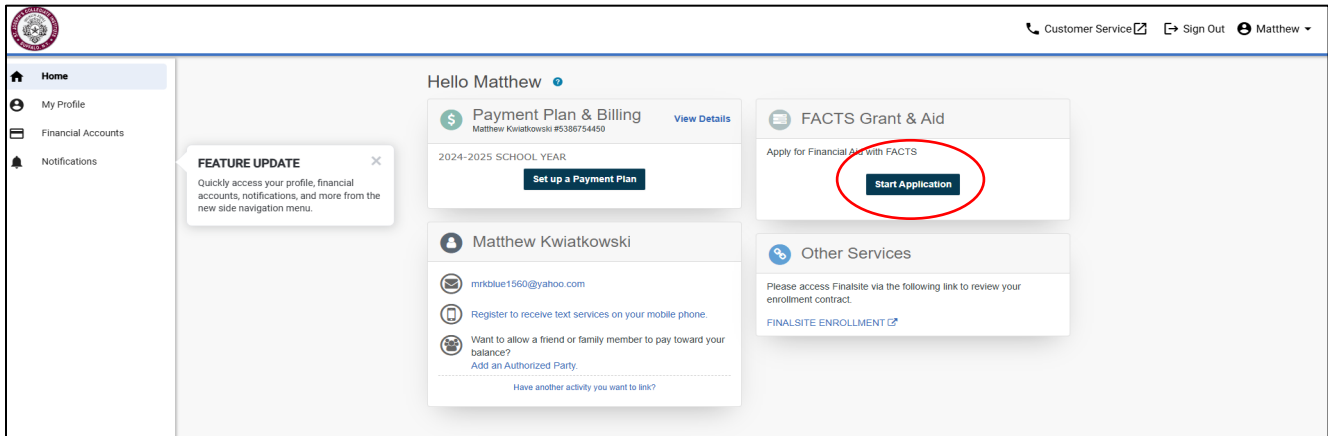 Customer Service
Sign Out
Matthew
Home
My Profile
Financial Accounts
Notifications
FEATURE UPDATE
Quickly access your profile, financial
accounts, notifications, and more from the
new side navigation menu.
Hello Matthew ?
Payment Plan & Billing
Matthew Kwiatkowski #5386754450
View Details
2024-2025 SCHOOL YEAR
Set up a Payment Plan
FACTS Grant & Aid
Apply for Financial Aid with FACTS
Start Application
Matthew Kwiatkowski
mrkblue1560@yahoo.com
Register to receive text services on your mobile phone.
Want to allow a friend or family member to pay toward your
balance?
Add an Authorized Party.
Have another activity you want to link?
Other Services
Please access Finalsite via the following link to review your
enrollment contract.
FINALSITE ENROLLMENT